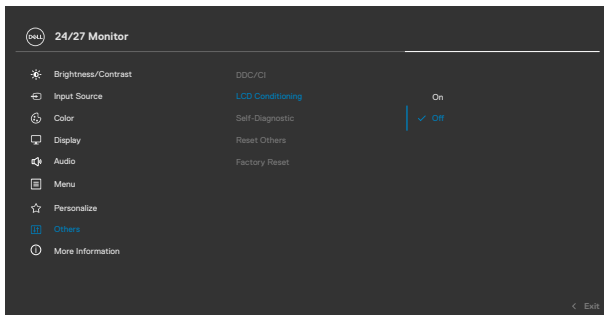 DELL 24/27 Monitor
Brightness/Contrast DDC/CI
Input Source LCD Conditioning On
Color Self-Diagnostic Off
Display Reset Others
Audio Factory Reset
Menu
Personalize
Others
More Information
Exit